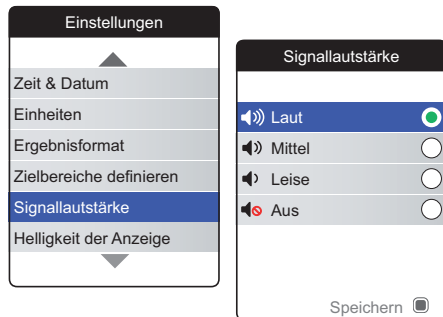 Einstellungen
Zeit & Datum
Einheiten
Ergebnisformat
Zielbereiche definieren
Signallautstärke
Helligkeit der Anzeige
Signallautstärke
Laut
Mittel
Leise
Aus
Speichern